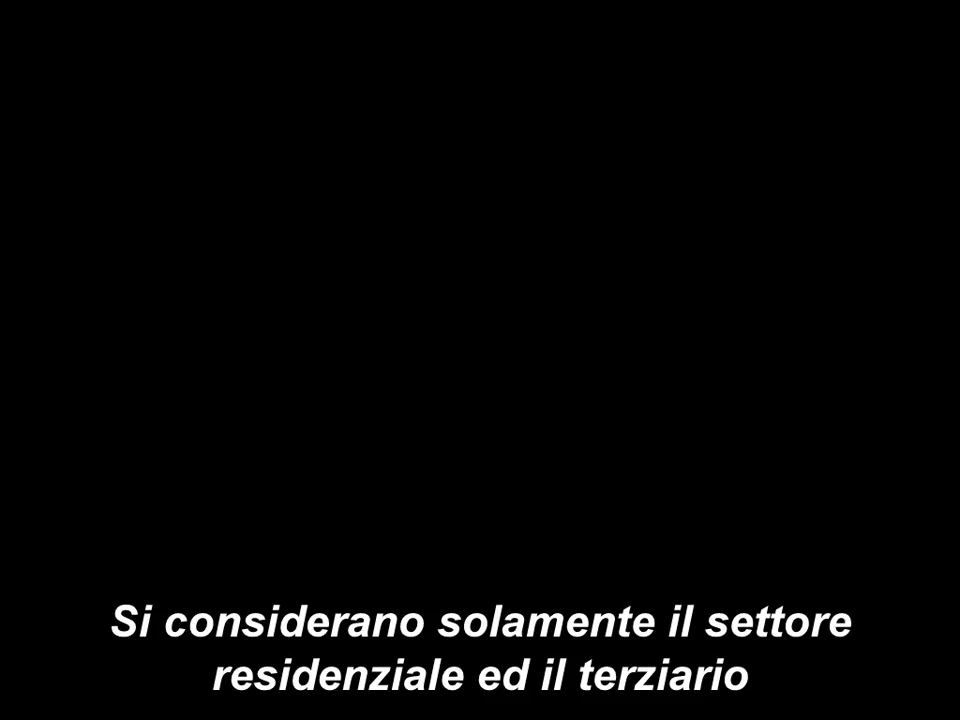 Si considerano solamente il settore
residenziale ed il terziario